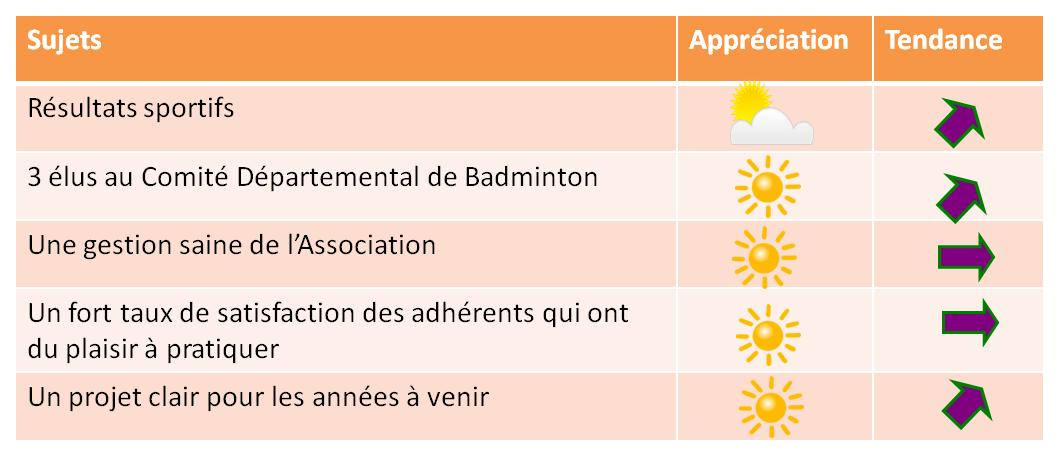 Sujets Appréciation Tendance
Résultats sportifs
3 élus au Comité Départemental de Badminton
Une gestion saine de l’Association
Un fort taux de satisfaction des adhérents qui ont
du plaisir à pratiquer
Un projet clair pour les années à venir